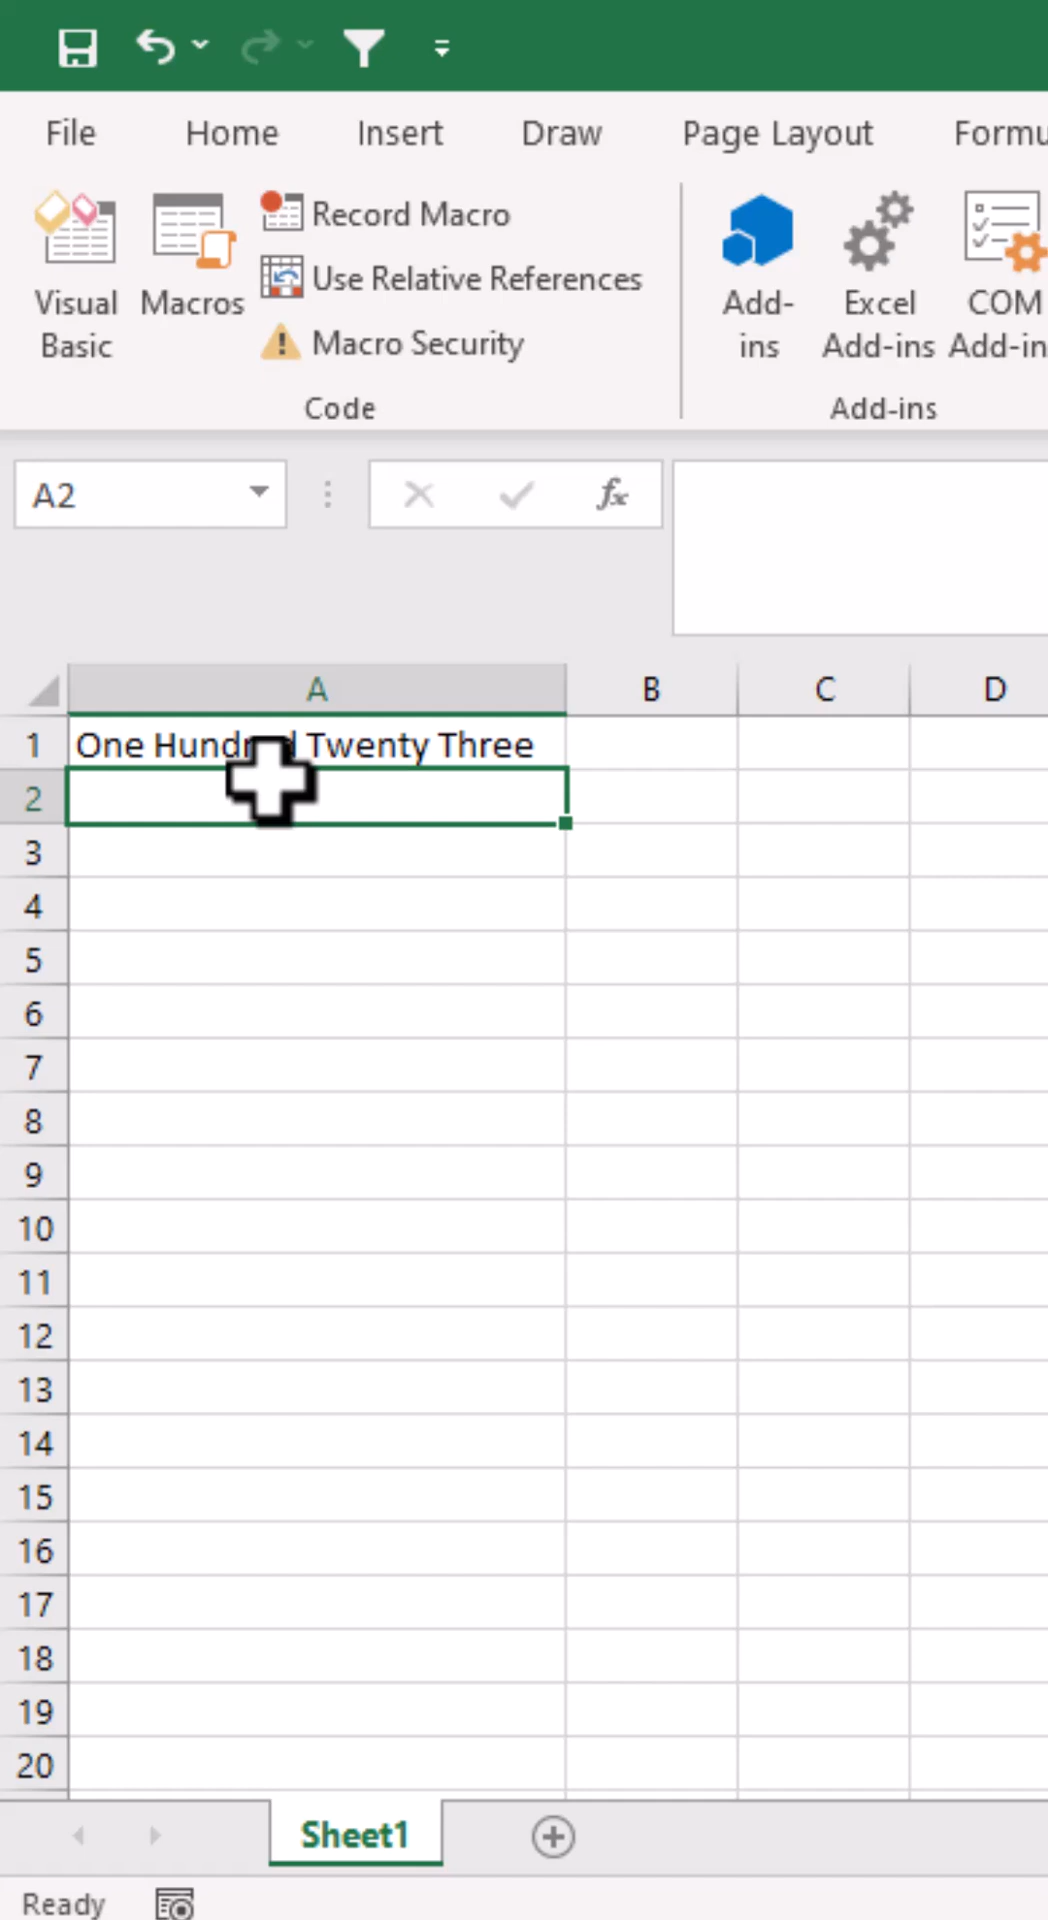 File Home Insert Draw Page Layout
Visual Basic
Macros
Record Macro
Use Relative References
Macro Security
Code
Add-ins
Excel Add-ins
COM
Add-ins
A2
fx
A B C D
1 One Twenty Three
2
3
4
5
6
7
8
9
10
11
12
13
14
15
16
17
18
19
20
Sheet1
Ready